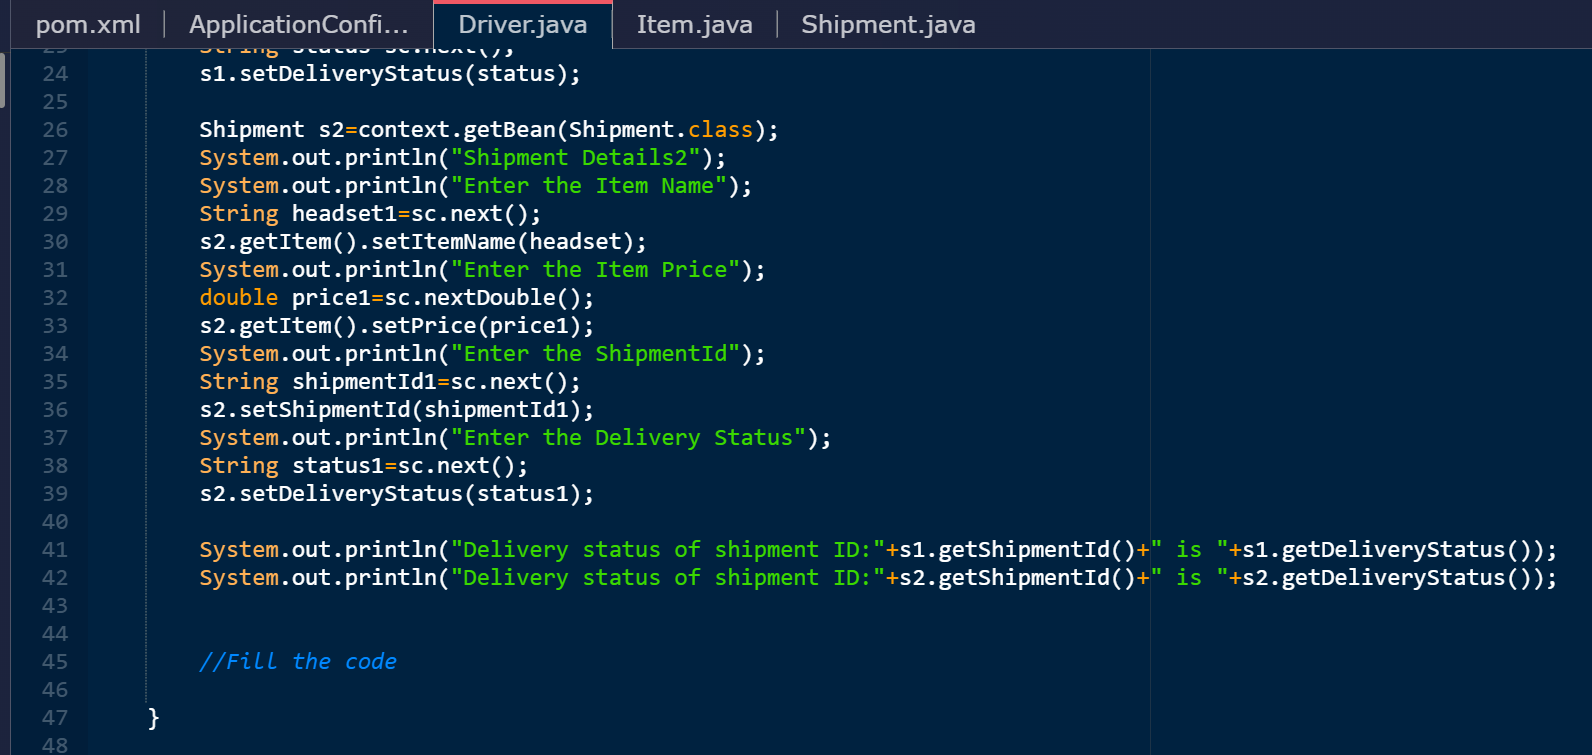 pom.xml ApplicationConfi... Driver.java Item.java Shipment.java
23 String status=sc.next();
24 s1.setDeliveryStatus(status);
25
26 Shipment s2=context.getBean(Shipment.class);
27 System.out.println("Shipment Details2");
28 System.out.println("Enter the Item Name");
29 String headset1=sc.next();
30 s2.getItem().setItemName(headset);
31 System.out.println("Enter the Item Price");
32 double price1=sc.nextDouble();
33 s2.getItem().setPrice(price1);
34 System.out.println("Enter the ShipmentId");
35 String shipmentId1=sc.next();
36 s2.setShipmentId(shipmentId1);
37 System.out.println("Enter the Delivery Status");
38 String status1=sc.next();
39 s2.setDeliveryStatus(status1);
40
41 System.out.println("Delivery status of shipment ID:"+s1.getShipmentId()+" is "+s1.getDeliveryStatus());
42 System.out.println("Delivery status of shipment ID:"+s2.getShipmentId()+" is "+s2.getDeliveryStatus());
43
44
45 //Fill the code
46
47 }
48